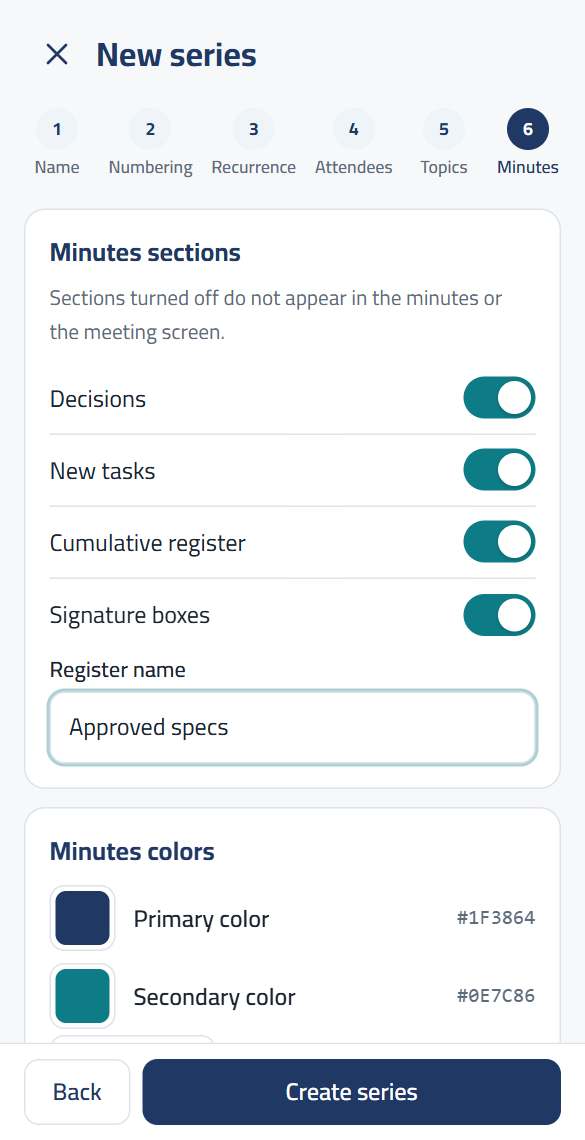 New series
1 2 3 4 5 6
Name Numbering Recurrence Attendees Topics Minutes
Minutes sections
Sections turned off do not appear in the minutes or
the meeting screen.
Decisions
New tasks
Cumulative register
Signature boxes
Register name
Approved specs
Minutes colors
Primary color #1F3864
Secondary color #0E7C86
Back Create series